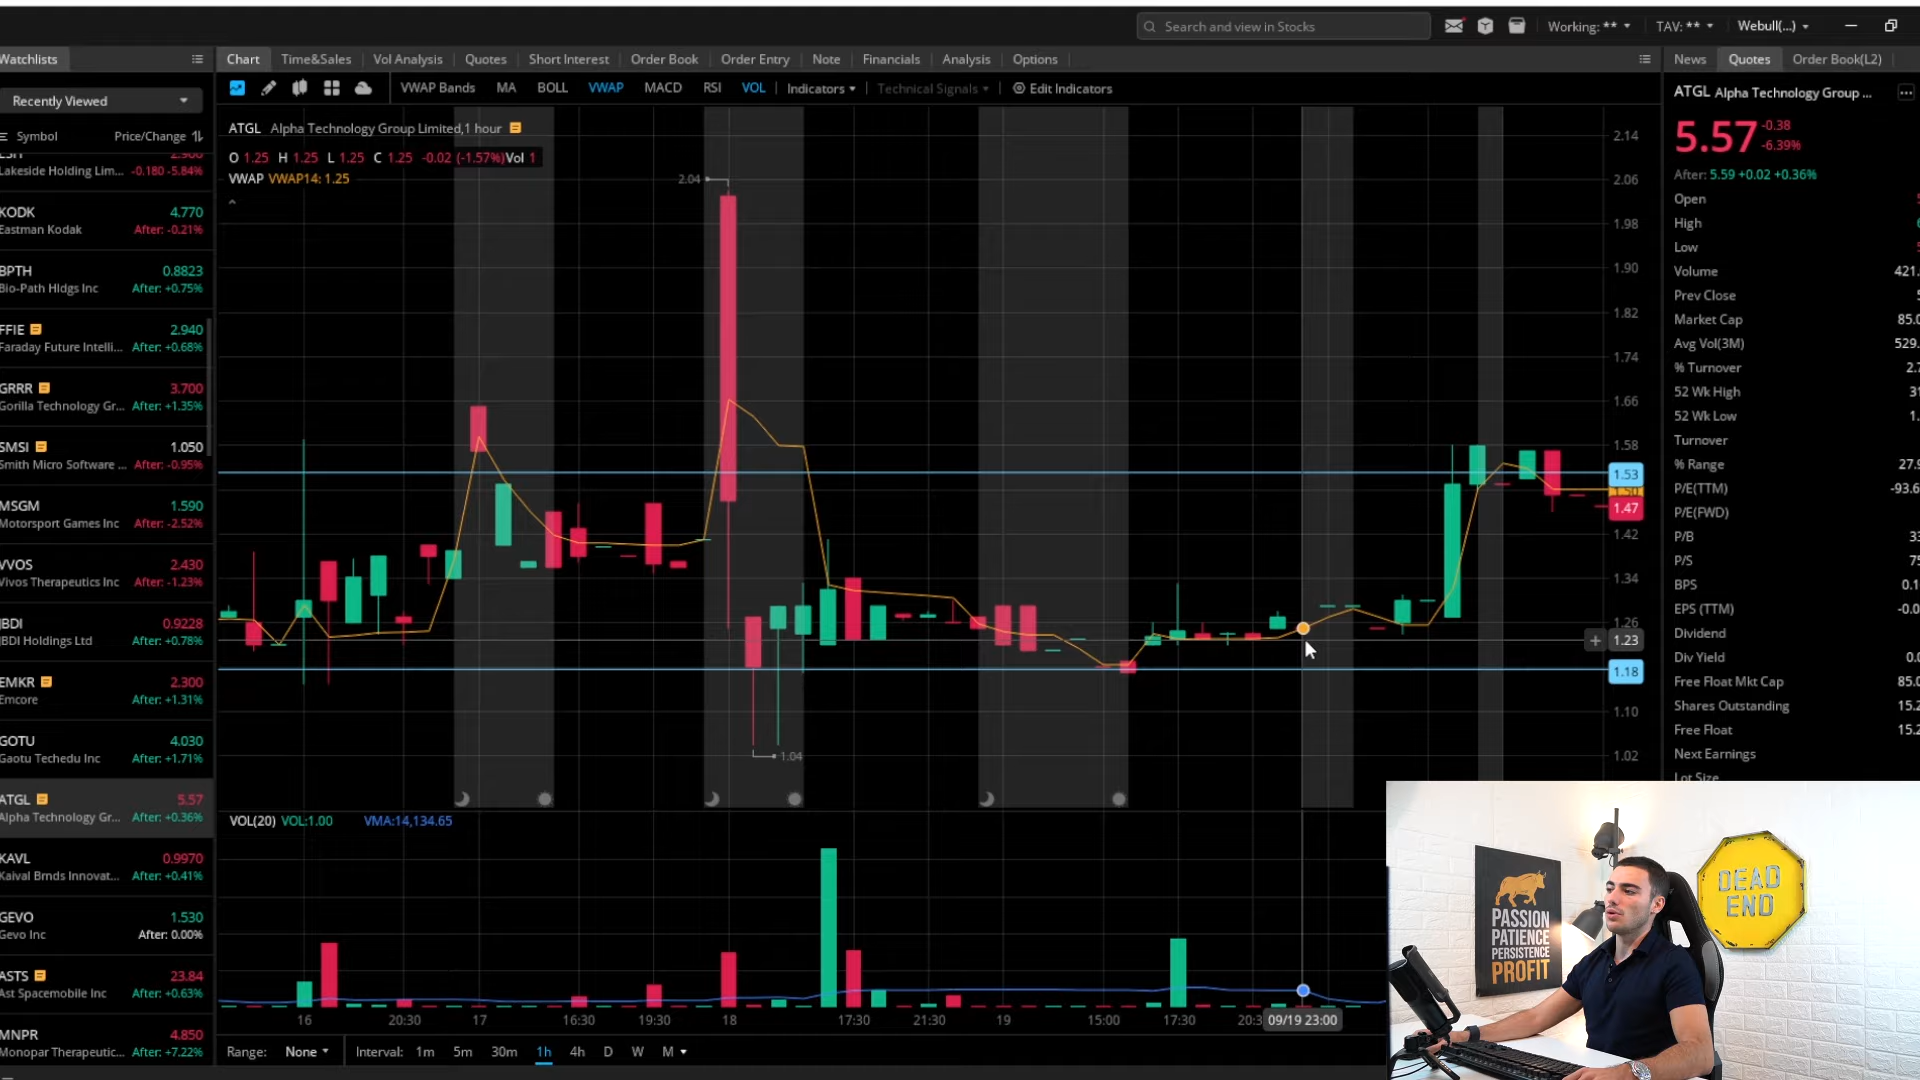 Search and view in Stocks
Working: **
TAV: **
Webull(...)
Watchlists
Chart Time&Sales Vol Analysis Quotes Short Interest Order Book Order Entry Note Financials Analysis Options
News Quotes Order Book(L2)
Recently Viewed
VWAP Bands MA BOLL VWAP MACD RSI VOL Indicators Technical Signals Edit Indicators
Symbol Price/Change
Lakeside Holding Lim... -0.180 -5.84%
KODK 4.770
Eastman Kodak After: -0.21%
BPTH 0.8823
Bio-Path Hldgs Inc After: +0.75%
FFIE 2.940
Faraday Future Intelli... After: +0.68%
GRRR 3.700
Gorilla Technology Gr... After: +1.35%
SMSI 1.050
Smith Micro Software ... After: -0.95%
MSGM 1.590
Motorsport Games Inc After: -2.52%
VVOS 2.430
Vivos Therapeutics Inc After: -1.23%
JBDI 0.9228
JBDI Holdings Ltd After: +0.78%
EMKR 2.300
Emcore After: +1.31%
GOTU 4.030
Gaotu Techedu Inc After: +1.71%
ATGL 5.57
Alpha Technology Gr... After: +0.36%
KAVL 0.9970
Kaival Brnds Innovat... After: +0.41%
GEVO 1.530
Gevo Inc After: 0.00%
ASTS 23.84
Ast Spacemobile Inc After: +0.63%
MNPR 4.850
Monopar Therapeutic... After: +7.22%
ATGL Alpha Technology Group Limited,1 hour
O 1.25 H 1.25 L 1.25 C 1.25 -0.02 (-1.57%)Vol 1
VWAP VWAP14: 1.25
2.04
1.04
2.14
2.06
1.98
1.90
1.82
1.74
1.66
1.58
1.53
1.47
1.42
1.34
1.26
1.23
1.18
1.10
1.02
VOL(20) VOL:1.00 VMA:14,134.65
16 20:30 17 16:30 19:30 18 17:30 21:30 19 15:00 17:30 20:3 09/19 23:00
Range: None Interval: 1m 5m 30m 1h 4h D W M
ATGL Alpha Technology Group ...
5.57 -0.38
-6.39%
After: 5.59 +0.02 +0.36%
Open
High
Low
Volume 421.
Prev Close
Market Cap 85.0
Avg Vol(3M) 529.
% Turnover 2.7
52 Wk High 31
52 Wk Low 1.
Turnover
% Range 27.9
P/E(TTM) -93.6
P/E(FWD)
P/B 33
P/S 75
BPS 0.1
EPS (TTM) -0.0
Dividend
Div Yield 0.0
Free Float Mkt Cap 85.0
Shares Outstanding 15.2
Free Float 15.2
Next Earnings
Lot Size
PASSION
PATIENCE
PERSISTENCE
PROFIT
DEAD
END